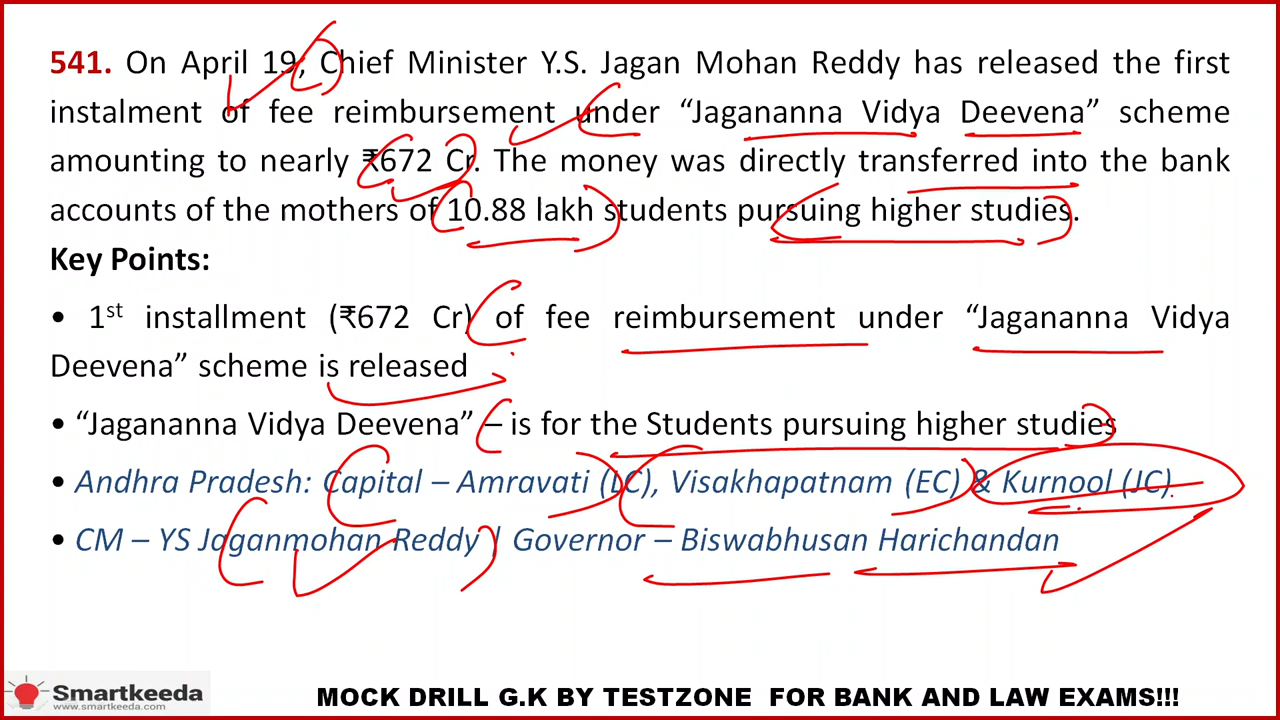 541. On April 19, Chief Minister Y.S. Jagan Mohan Reddy has released the first
instalment of fee reimbursement under “Jagananna Vidya Deevena” scheme
amounting to nearly ₹672 Cr. The money was directly transferred into the bank
accounts of the mothers of 10.88 lakh students pursuing higher studies.
Key Points:
• 1st installment (₹672 Cr) of fee reimbursement under “Jagananna Vidya
Deevena” scheme is released
• “Jagananna Vidya Deevena” – is for the Students pursuing higher studies
• Andhra Pradesh: Capital – Amravati (LC), Visakhapatnam (EC) & Kurnool (JC).
• CM – YS Jaganmohan Reddy | Governor – Biswabhusan Harichandan
Smartkeeda
www.smartkeeda.com
MOCK DRILL G.K BY TESTZONE FOR BANK AND LAW EXAMS!!!